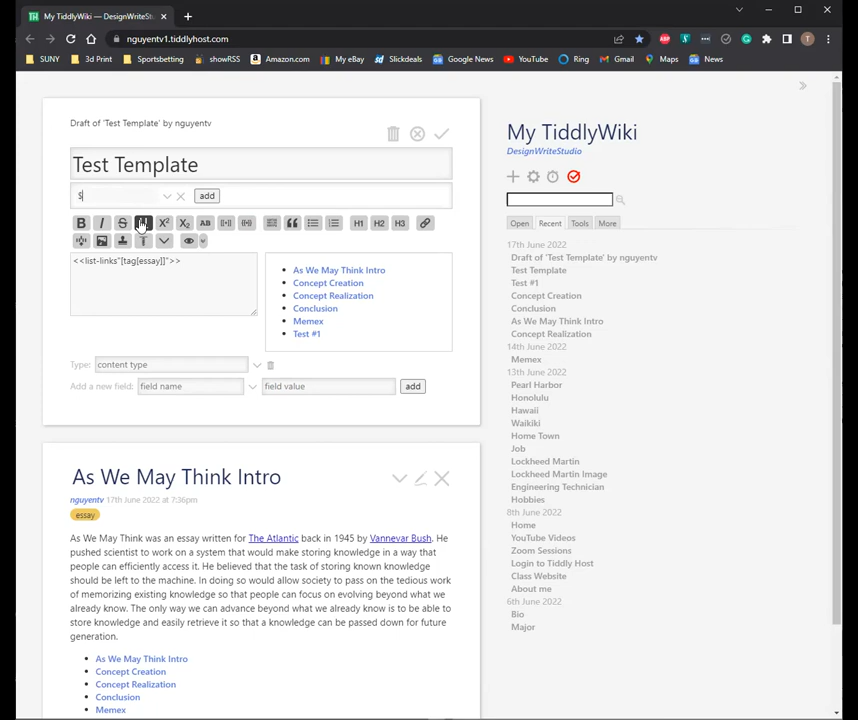 My TiddlyWiki — DesignWriteStu
nguyentv1.tiddlyhost.com
SUNY
3d Print
Sportsbetting
showRSS
Amazon.com
My eBay
Slickdeals
Google News
YouTube
Ring
Gmail
Maps
News
Draft of 'Test Template' by nguyentv
Test Template
$
add
B I S X² X₂ AB H1 H2 H3
<<list-links"[tag[essay]]">>
As We May Think Intro
Concept Creation
Concept Realization
Conclusion
Memex
Test #1
Type: content type
Add a new field: field name field value add
As We May Think Intro
nguyentv 17th June 2022 at 7:36pm
essay
As We May Think was an essay written for The Atlantic back in 1945 by Vannevar Bush. He
pushed scientist to work on a system that would make storing knowledge in a way that
people can efficiently access it. He believed that the task of storing known knowledge
should be left to the machine. In doing so would allow society to pass on the tedious work
of memorizing existing knowledge so that people can focus on evolving beyond what we
already know. The only way we can advance beyond what we already know is to be able to
store knowledge and easily retrieve it so that a knowledge can be passed down for future
generation.
As We May Think Intro
Concept Creation
Concept Realization
Conclusion
Memex
My TiddlyWiki
DesignWriteStudio
Open Recent Tools More
17th June 2022
Draft of 'Test Template' by nguyentv
Test Template
Test #1
Concept Creation
Conclusion
As We May Think Intro
Concept Realization
14th June 2022
Memex
13th June 2022
Pearl Harbor
Honolulu
Hawaii
Waikiki
Home Town
Job
Lockheed Martin
Lockheed Martin Image
Engineering Technician
Hobbies
8th June 2022
Home
YouTube Videos
Zoom Sessions
Login to Tiddly Host
Class Website
About me
6th June 2022
Bio
Major